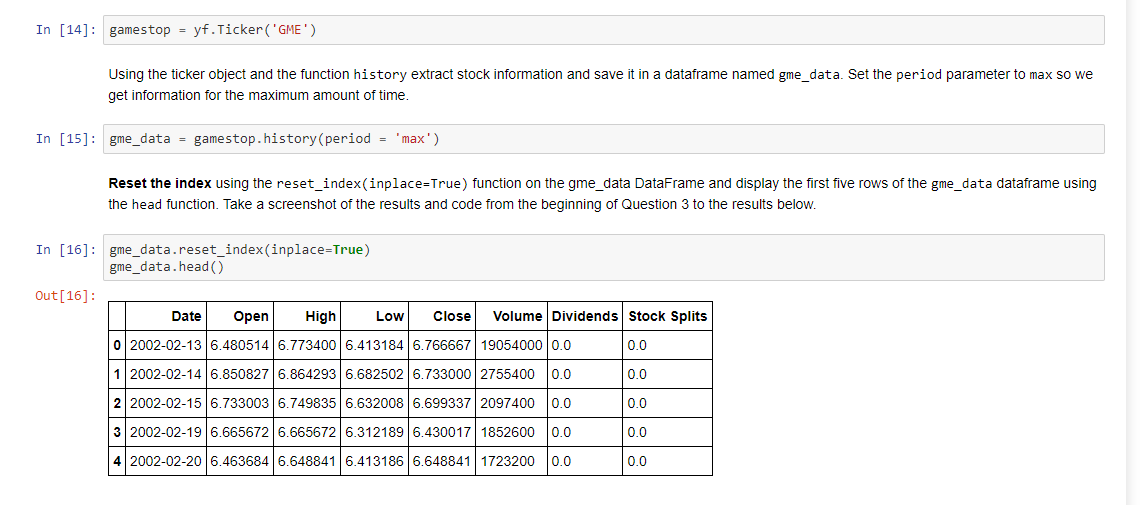 In [14]: gamestop = yf.Ticker('GME')
Using the ticker object and the function history extract stock information and save it in a dataframe named gme_data. Set the period parameter to max so we
get information for the maximum amount of time.
In [15]: gme_data = gamestop.history(period = 'max')
Reset the index using the reset_index(inplace=True) function on the gme_data DataFrame and display the first five rows of the gme_data dataframe using
the head function. Take a screenshot of the results and code from the beginning of Question 3 to the results below.
In [16]: gme_data.reset_index(inplace=True)
gme_data.head()
Out[16]:
Date Open High Low Close Volume Dividends Stock Splits
0 2002-02-13 6.480514 6.773400 6.413184 6.766667 19054000 0.0 0.0
1 2002-02-14 6.850827 6.864293 6.682502 6.733000 2755400 0.0 0.0
2 2002-02-15 6.733003 6.749835 6.632008 6.699337 2097400 0.0 0.0
3 2002-02-19 6.665672 6.665672 6.312189 6.430017 1852600 0.0 0.0
4 2002-02-20 6.463684 6.648841 6.413186 6.648841 1723200 0.0 0.0